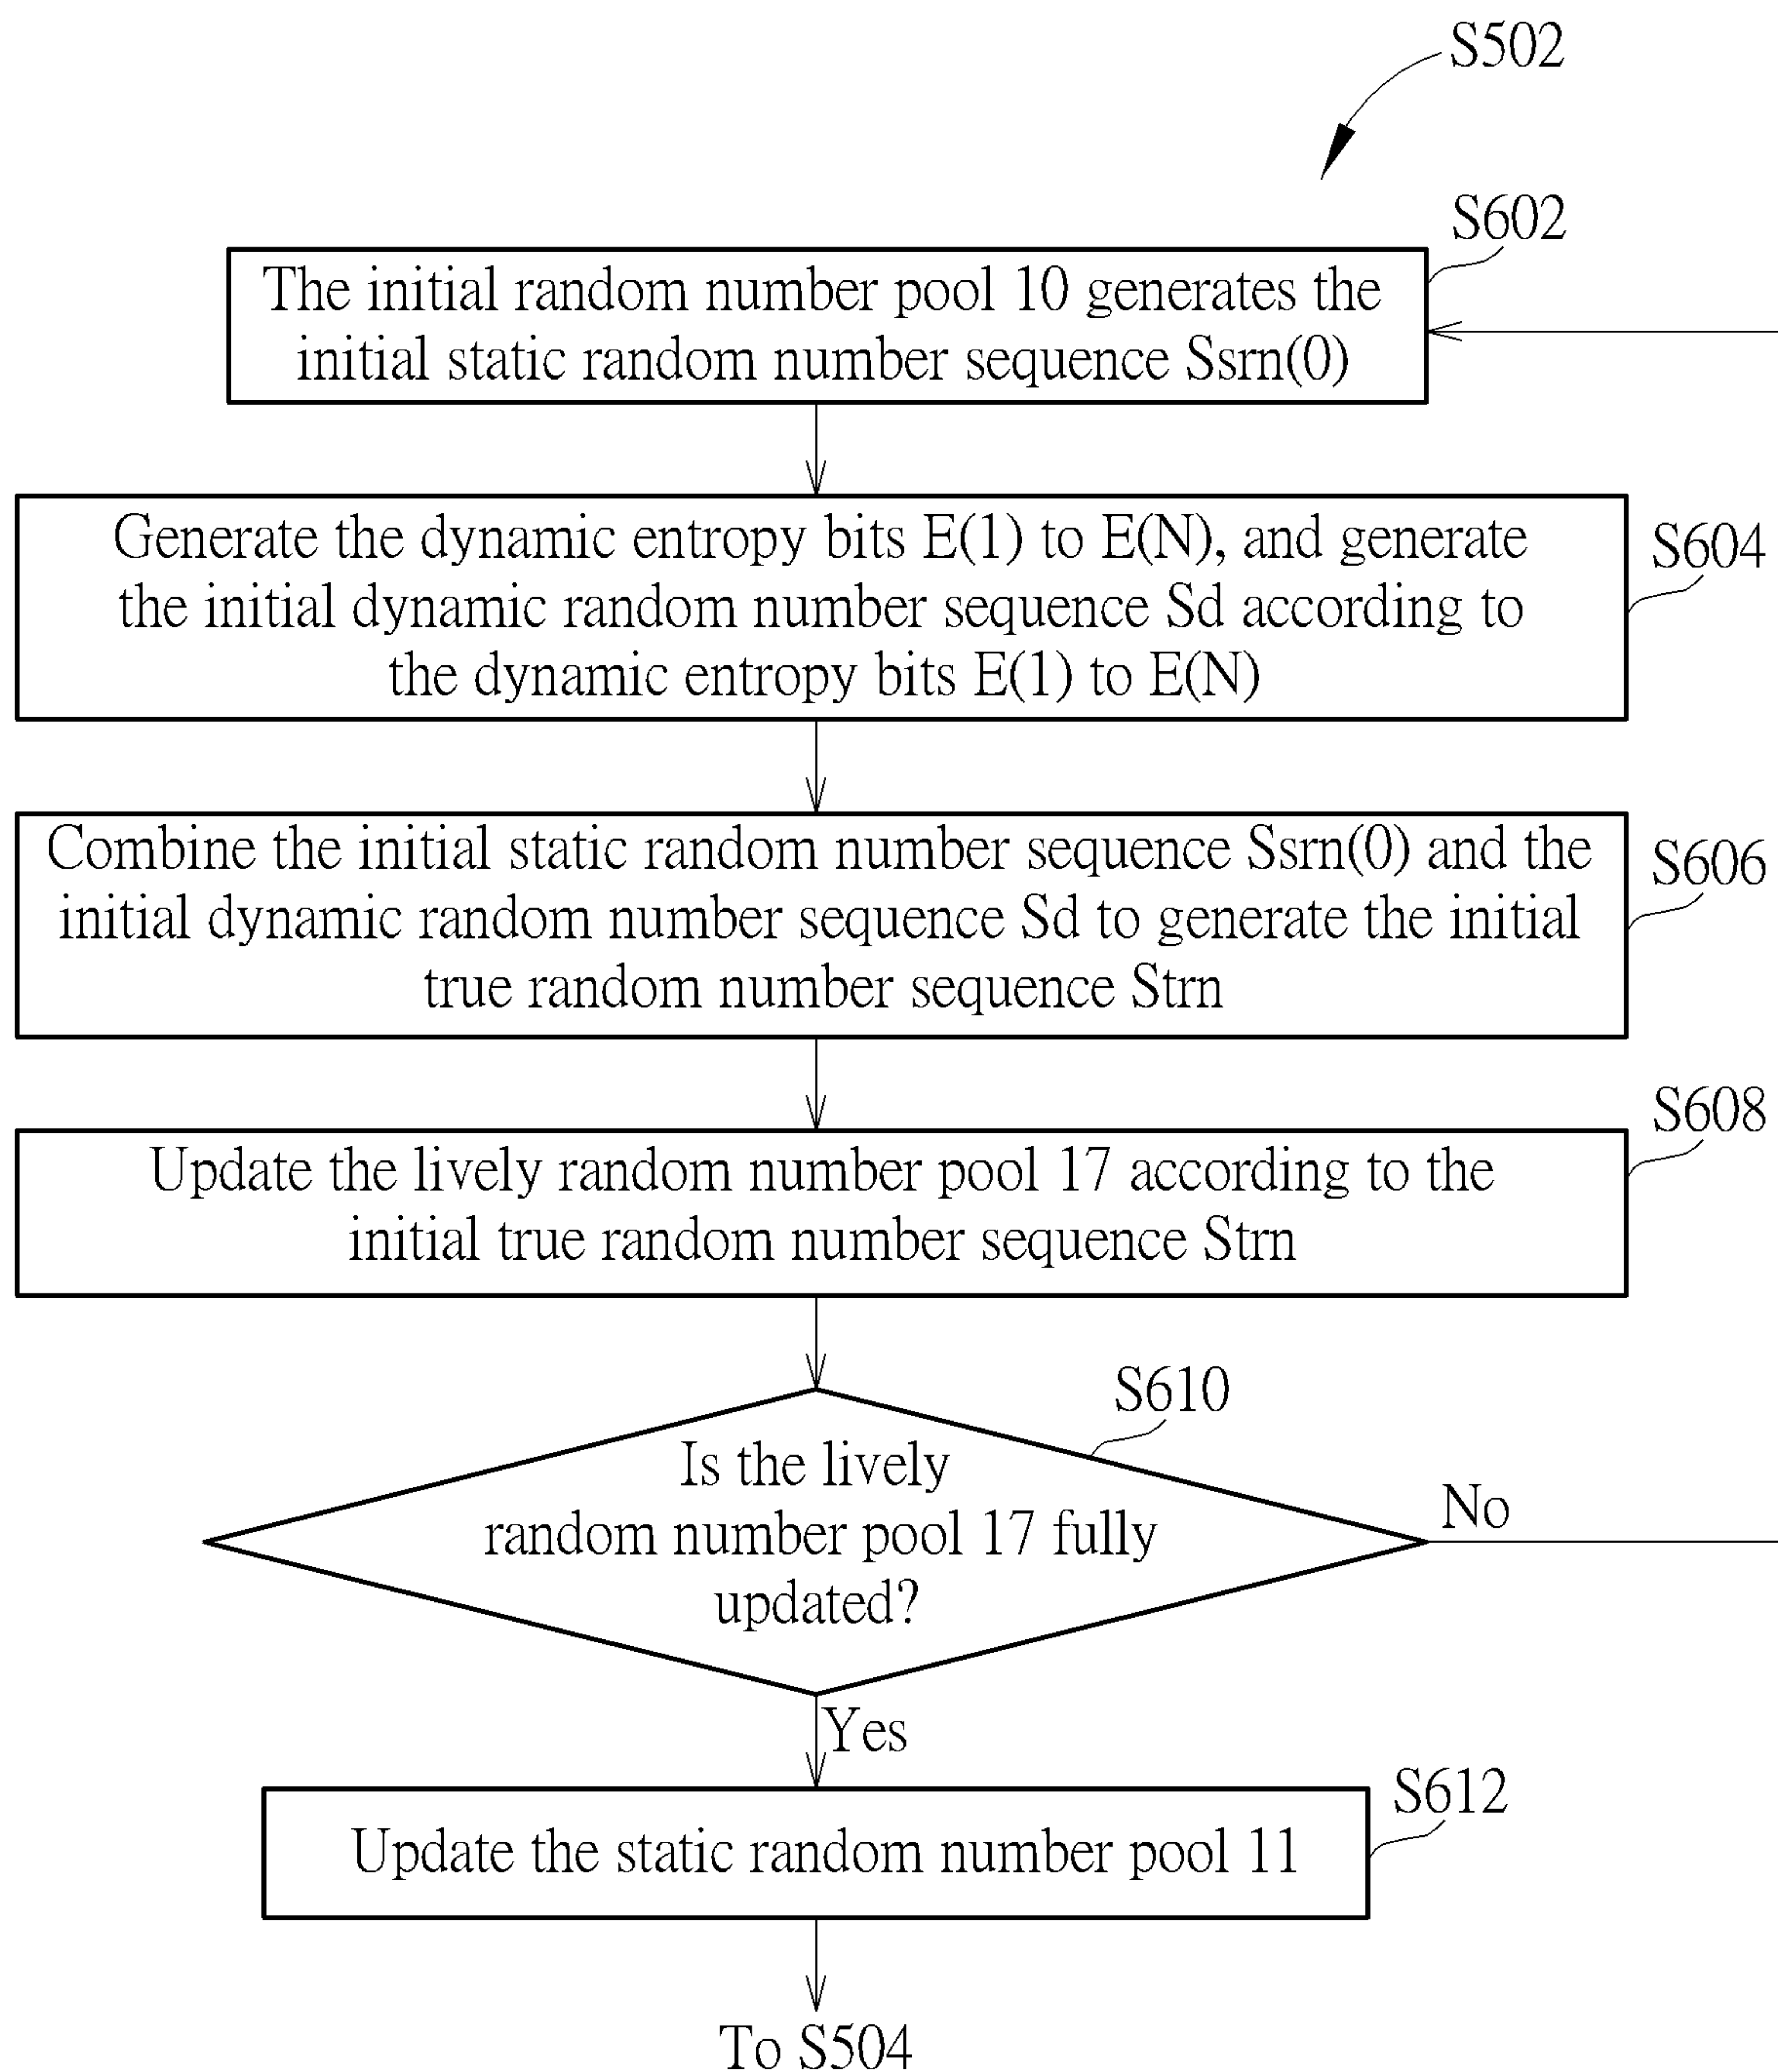 S502
S602
The initial random number pool 10 generates the
initial static random number sequence Ssrn(0)
Generate the dynamic entropy bits E(1) to E(N), and generate
the initial dynamic random number sequence Sd according to
the dynamic entropy bits E(1) to E(N)
S604
Combine the initial static random number sequence Ssrn(0) and the
initial dynamic random number sequence Sd to generate the initial
true random number sequence Strn
S606
S608
Update the lively random number pool 17 according to the
initial true random number sequence Strn
S610
Is the lively
random number pool 17 fully
updated?
No
Yes
S612
Update the static random number pool 11
To S504